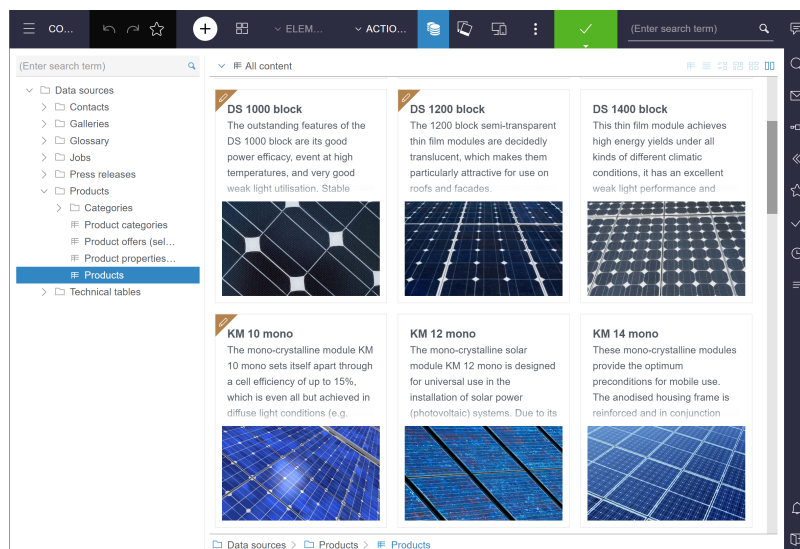 CO...
ELEM...
ACTIO...
(Enter search term)
(Enter search term)
All content
Data sources
Contacts
Galleries
Glossary
Jobs
Press releases
Products
Categories
Product categories
Product offers (sel...
Product properties...
Products
Technical tables
DS 1000 block
The outstanding features of the
DS 1000 block are its good
power efficacy, event at high
temperatures, and very good
weak light utilisation. Stable
DS 1200 block
The 1200 block semi-transparent
thin film modules are decidedly
translucent, which makes them
particularly attractive for use on
roofs and facades.
DS 1400 block
This thin film module achieves
high energy yields under all
kinds of different climatic
conditions, it has an excellent
weak light performance and
KM 10 mono
The mono-crystalline module KM
10 mono sets itself apart through
a cell efficiency of up to 15%,
which is even all but achieved in
diffuse light conditions (e.g.
KM 12 mono
The mono-crystalline solar
module KM 12 mono is designed
for universal use in the
installation of solar power
(photovoltaic) systems. Due to its
KM 14 mono
These mono-crystalline modules
provide the optimum
preconditions for mobile use.
The anodised housing frame is
reinforced and in conjunction
Data sources > Products > Products